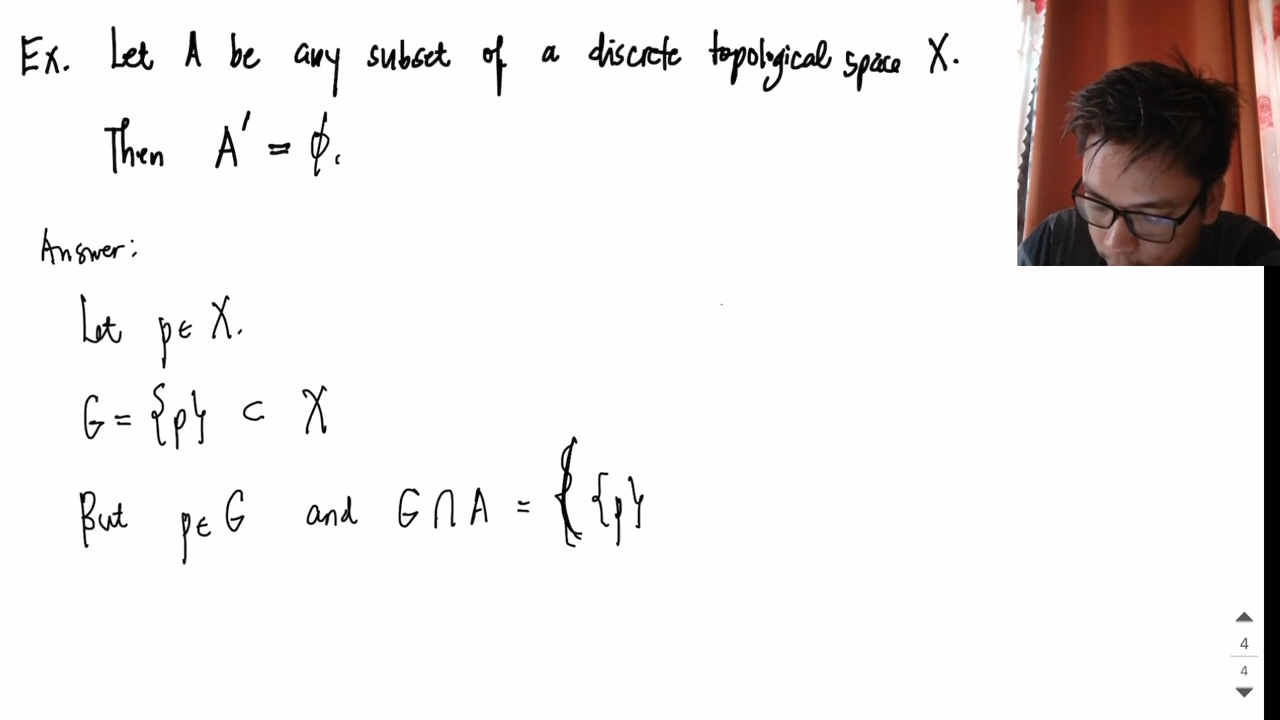 Ex. Let A be any subset of a discrete topological space X.
Then A' = ϕ.
Answer:
Let p ∈ X.
G = {p} ⊂ X
But p ∈ G and G ∩ A = { {p}
4
4